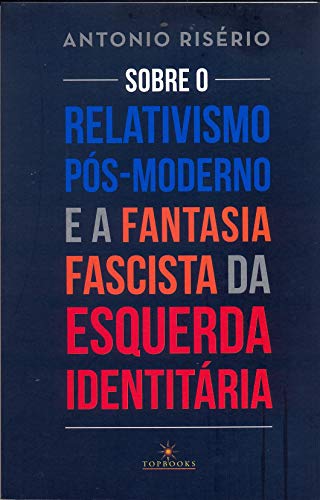 ANTONIO RISÉRIO
SOBRE O
RELATIVISMO
PÓS-MODERNO
E A FANTASIA
FASCISTA DA
ESQUERDA
IDENTITÁRIA
TOPBOOKS